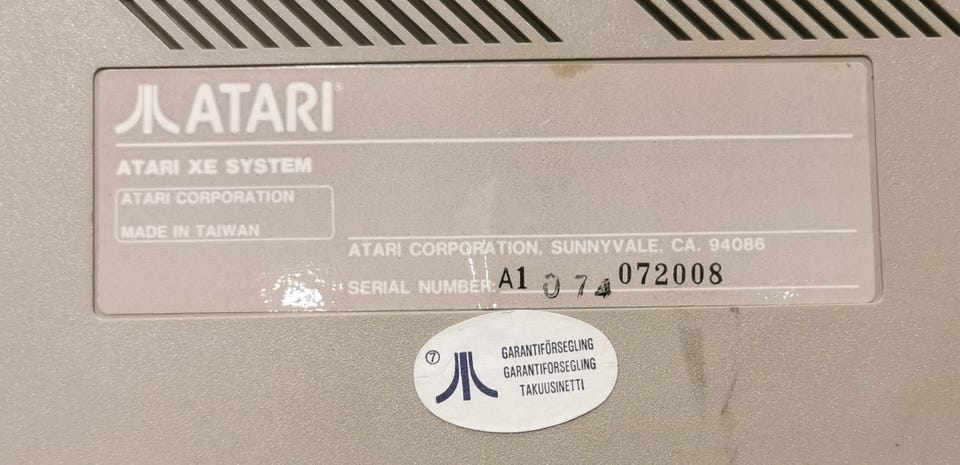 ATARI®
ATARI XE SYSTEM
ATARI CORPORATION
MADE IN TAIWAN
ATARI CORPORATION, SUNNYVALE, CA. 94086
SERIAL NUMBER: A1 074 072008
7
GARANTIFÖRSEGLING
GARANTIFORSEGLING
TAKUUSINETTI